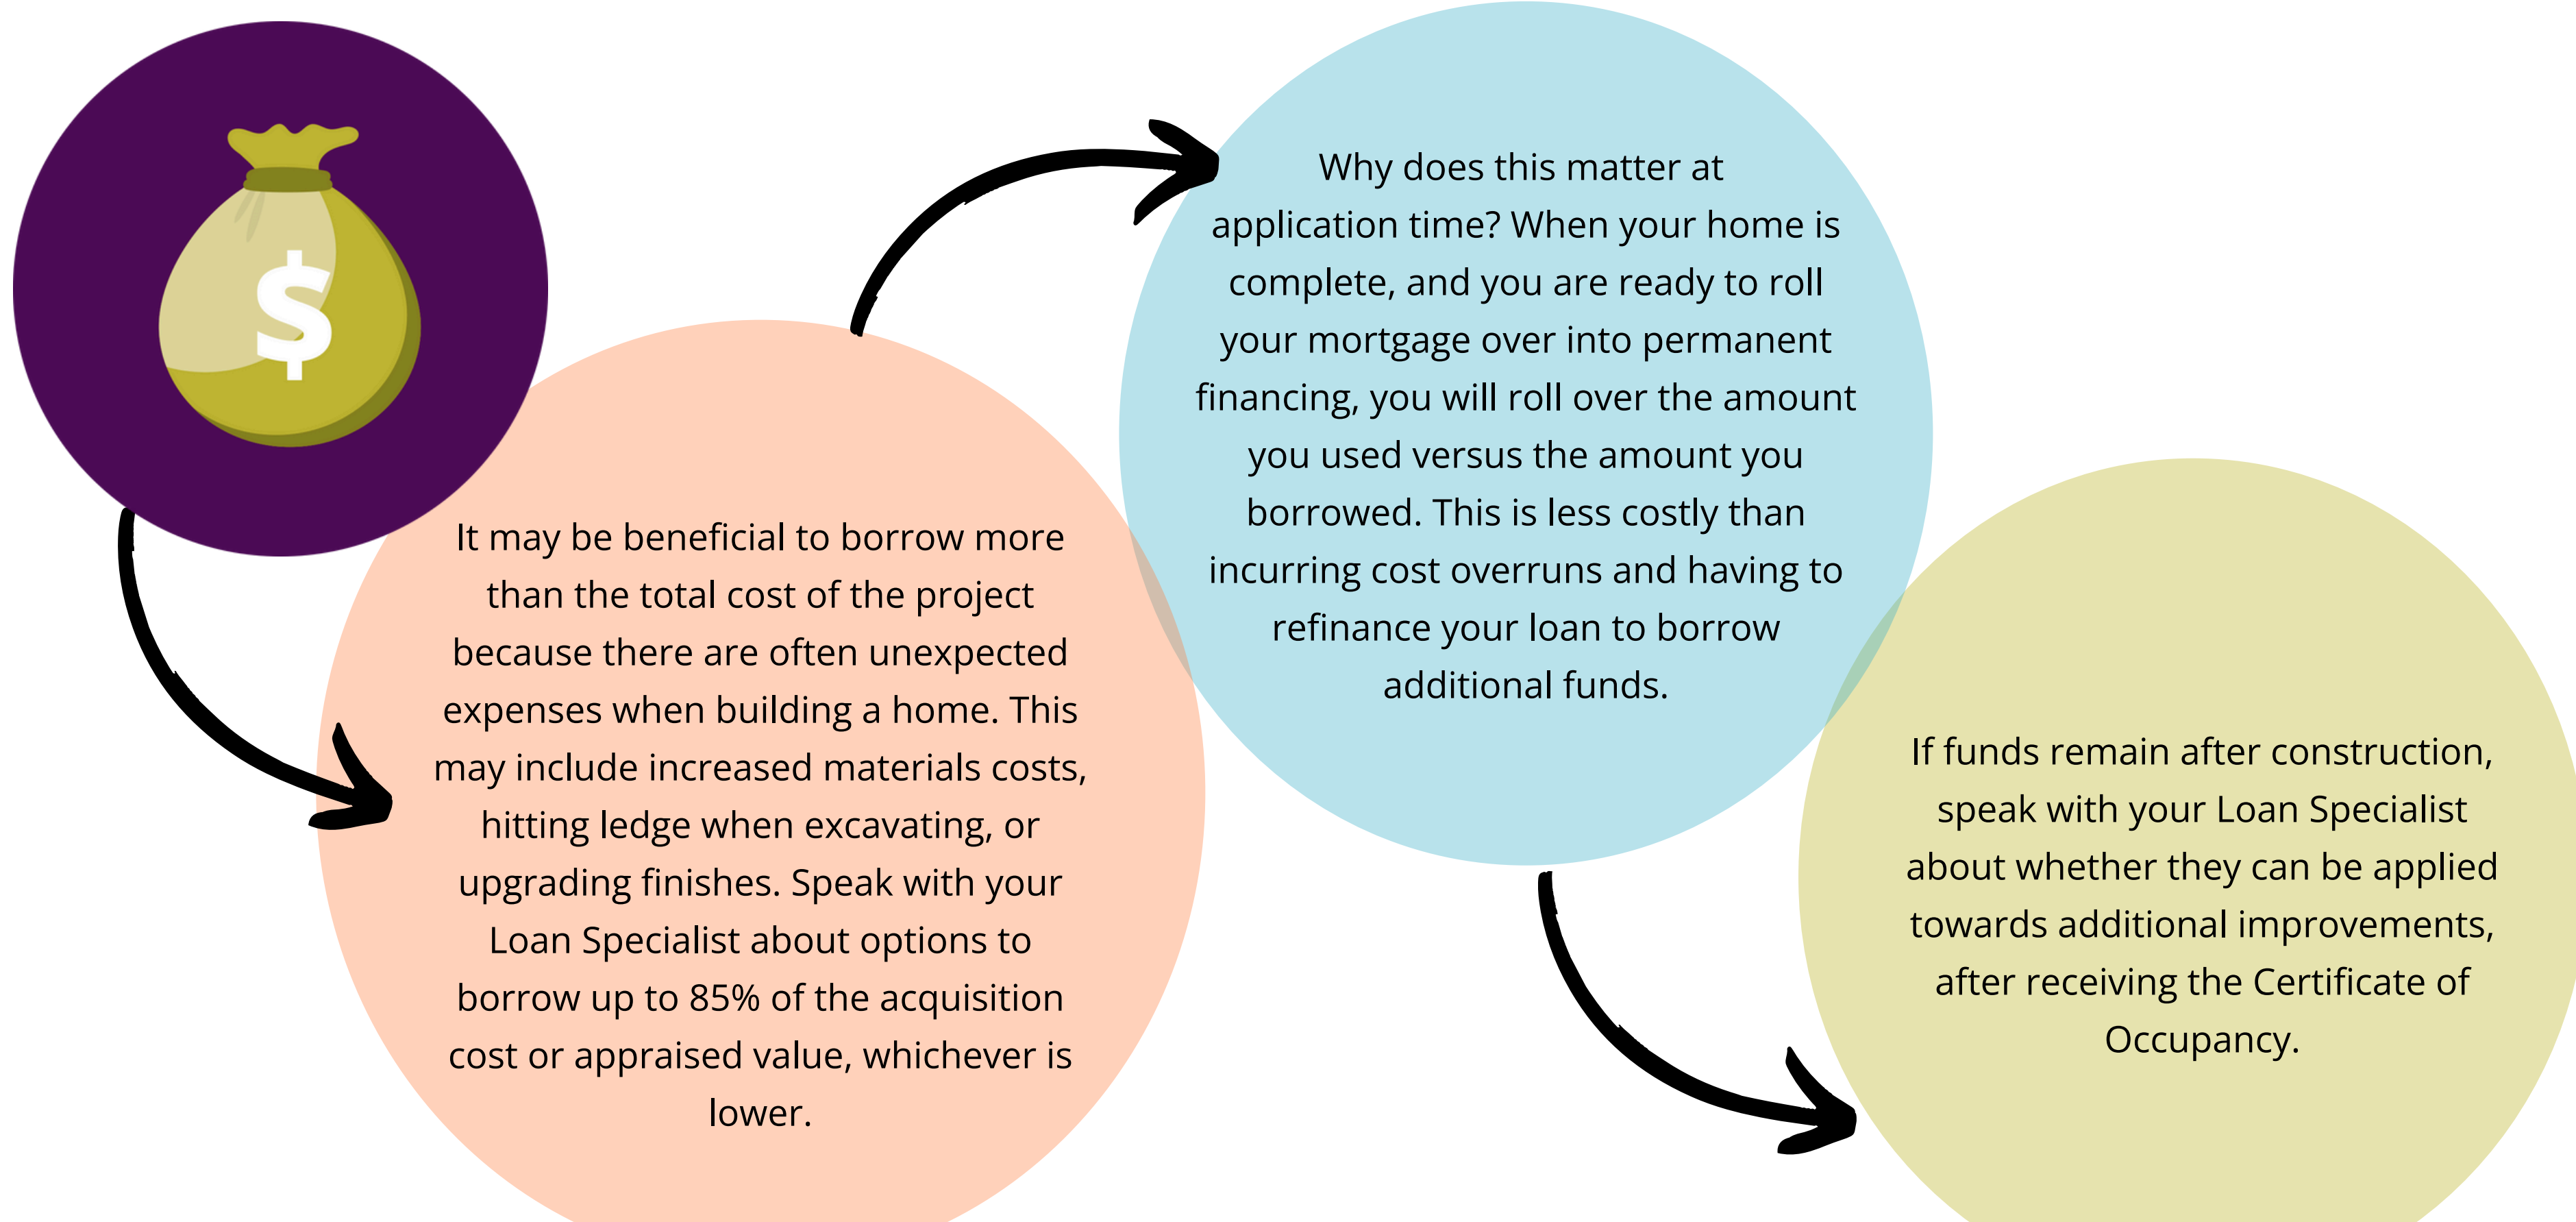 $
It may be beneficial to borrow more
than the total cost of the project
because there are often unexpected
expenses when building a home. This
may include increased materials costs,
hitting ledge when excavating, or
upgrading finishes. Speak with your
Loan Specialist about options to
borrow up to 85% of the acquisition
cost or appraised value, whichever is
lower.
Why does this matter at
application time? When your home is
complete, and you are ready to roll
your mortgage over into permanent
financing, you will roll over the amount
you used versus the amount you
borrowed. This is less costly than
incurring cost overruns and having to
refinance your loan to borrow
additional funds.
If funds remain after construction,
speak with your Loan Specialist
about whether they can be applied
towards additional improvements,
after receiving the Certificate of
Occupancy.